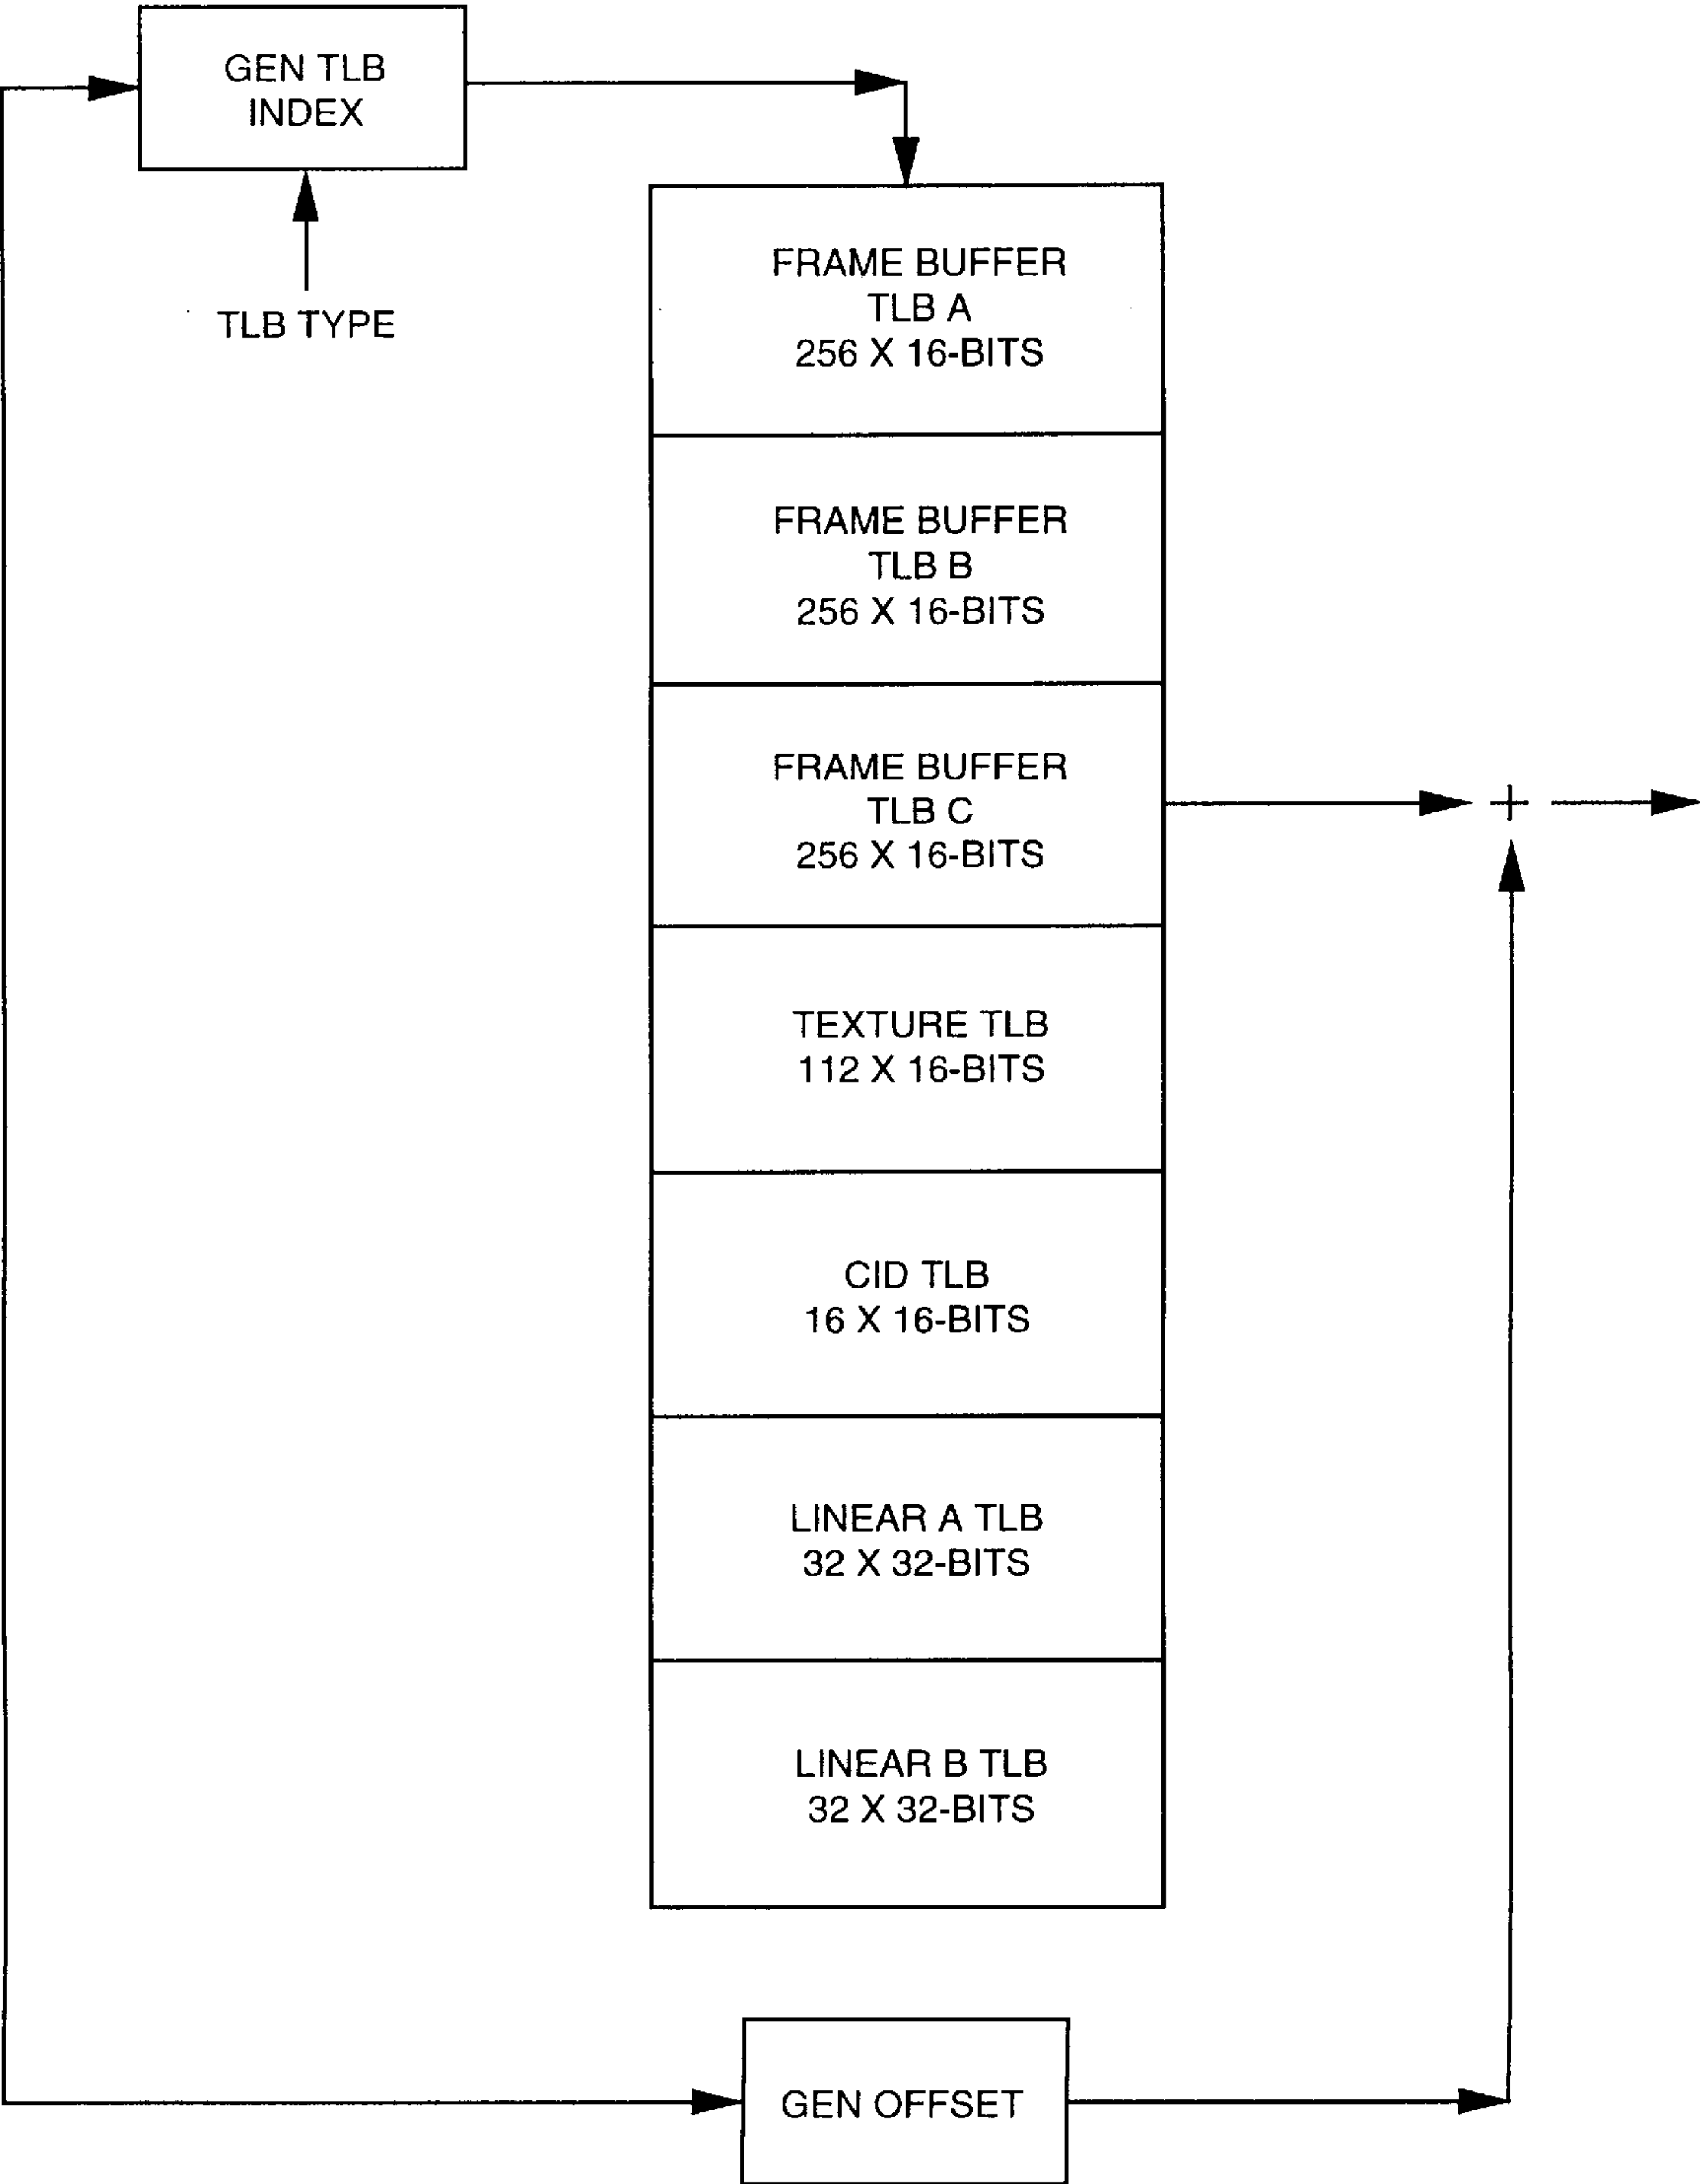 GEN TLB
INDEX
TLB TYPE
FRAME BUFFER
TLB A
256 X 16-BITS
FRAME BUFFER
TLB B
256 X 16-BITS
FRAME BUFFER
TLB C
256 X 16-BITS
+
TEXTURE TLB
112 X 16-BITS
CID TLB
16 X 16-BITS
LINEAR A TLB
32 X 32-BITS
LINEAR B TLB
32 X 32-BITS
GEN OFFSET